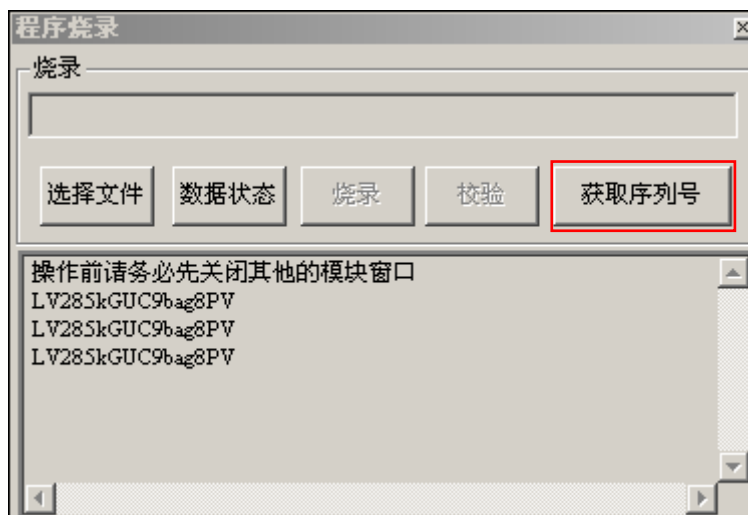 程序烧录
烧录
选择文件 数据状态 烧录 校验 获取序列号
操作前请务必先关闭其他的模块窗口
LV285kGUC9bag8PV
LV285kGUC9bag8PV
LV285kGUC9bag8PV